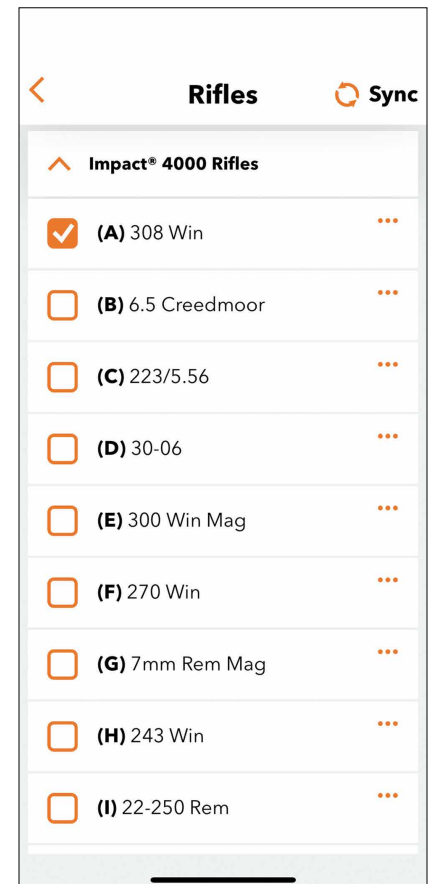 Rifles
Sync
Impact® 4000 Rifles
(A) 308 Win
(B) 6.5 Creedmoor
(C) 223/5.56
(D) 30-06
(E) 300 Win Mag
(F) 270 Win
(G) 7mm Rem Mag
(H) 243 Win
(I) 22-250 Rem